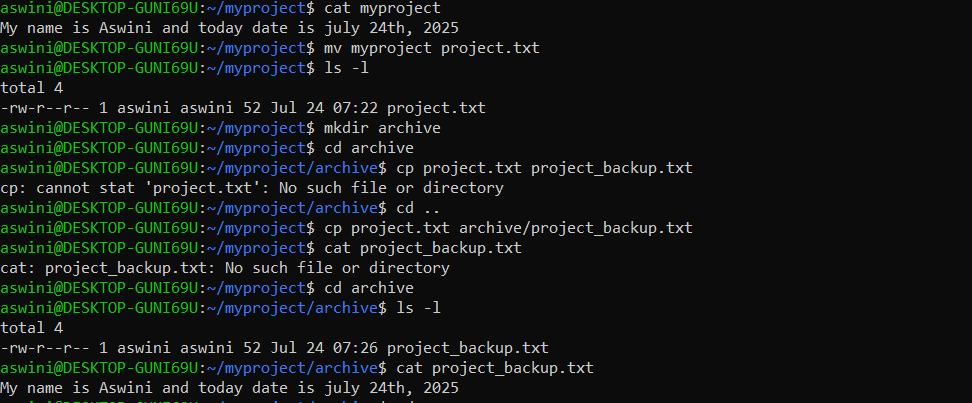 aswini@DESKTOP-GUNI69U:~/myproject$ cat myproject
My name is Aswini and today date is july 24th, 2025
aswini@DESKTOP-GUNI69U:~/myproject$ mv myproject project.txt
aswini@DESKTOP-GUNI69U:~/myproject$ ls -l
total 4
-rw-r--r-- 1 aswini aswini 52 Jul 24 07:22 project.txt
aswini@DESKTOP-GUNI69U:~/myproject$ mkdir archive
aswini@DESKTOP-GUNI69U:~/myproject$ cd archive
aswini@DESKTOP-GUNI69U:~/myproject/archive$ cp project.txt project_backup.txt
cp: cannot stat 'project.txt': No such file or directory
aswini@DESKTOP-GUNI69U:~/myproject/archive$ cd ..
aswini@DESKTOP-GUNI69U:~/myproject$ cp project.txt archive/project_backup.txt
aswini@DESKTOP-GUNI69U:~/myproject$ cat project_backup.txt
cat: project_backup.txt: No such file or directory
aswini@DESKTOP-GUNI69U:~/myproject$ cd archive
aswini@DESKTOP-GUNI69U:~/myproject/archive$ ls -l
total 4
-rw-r--r-- 1 aswini aswini 52 Jul 24 07:26 project_backup.txt
aswini@DESKTOP-GUNI69U:~/myproject/archive$ cat project_backup.txt
My name is Aswini and today date is july 24th, 2025